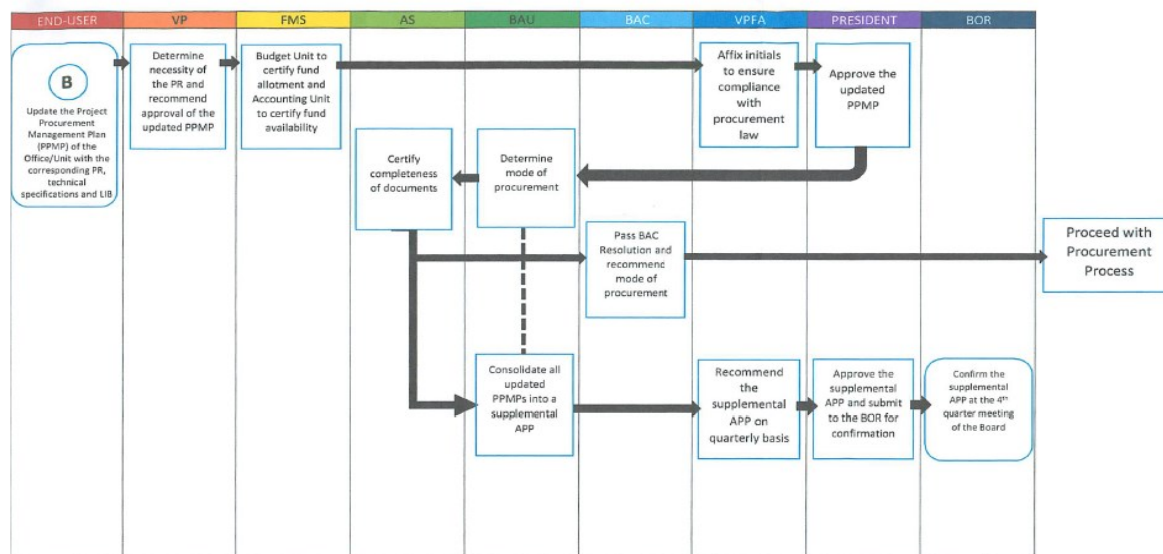 END-USER
VP
FMS
AS
BAU
BAC
VPFA
PRESIDENT
BOR
B
Update the Project
Procurement
Management Plan
(PPMP) of the
Office/Unit with the
corresponding PR,
technical
specifications and LIB
Determine
necessity of
the PR and
recommend
approval of the
updated PPMP
Budget Unit to
certify fund
allotment and
Accounting Unit
to certify fund
availability
Affix initials
to ensure
compliance
with
procurement
law
Approve the
updated
PPMP
Certify
completeness
of documents
Determine
mode of
procurement
Pass BAC
Resolution and
recommend
mode of
procurement
Proceed with
Procurement
Process
Consolidate all
updated
PPMPs into a
supplemental
APP
Recommend
the
supplemental
APP on
quarterly basis
Approve the
supplemental
APP and submit
to the BOR for
confirmation
Confirm the
supplemental
APP at the 4th
quarter meeting
of the Board